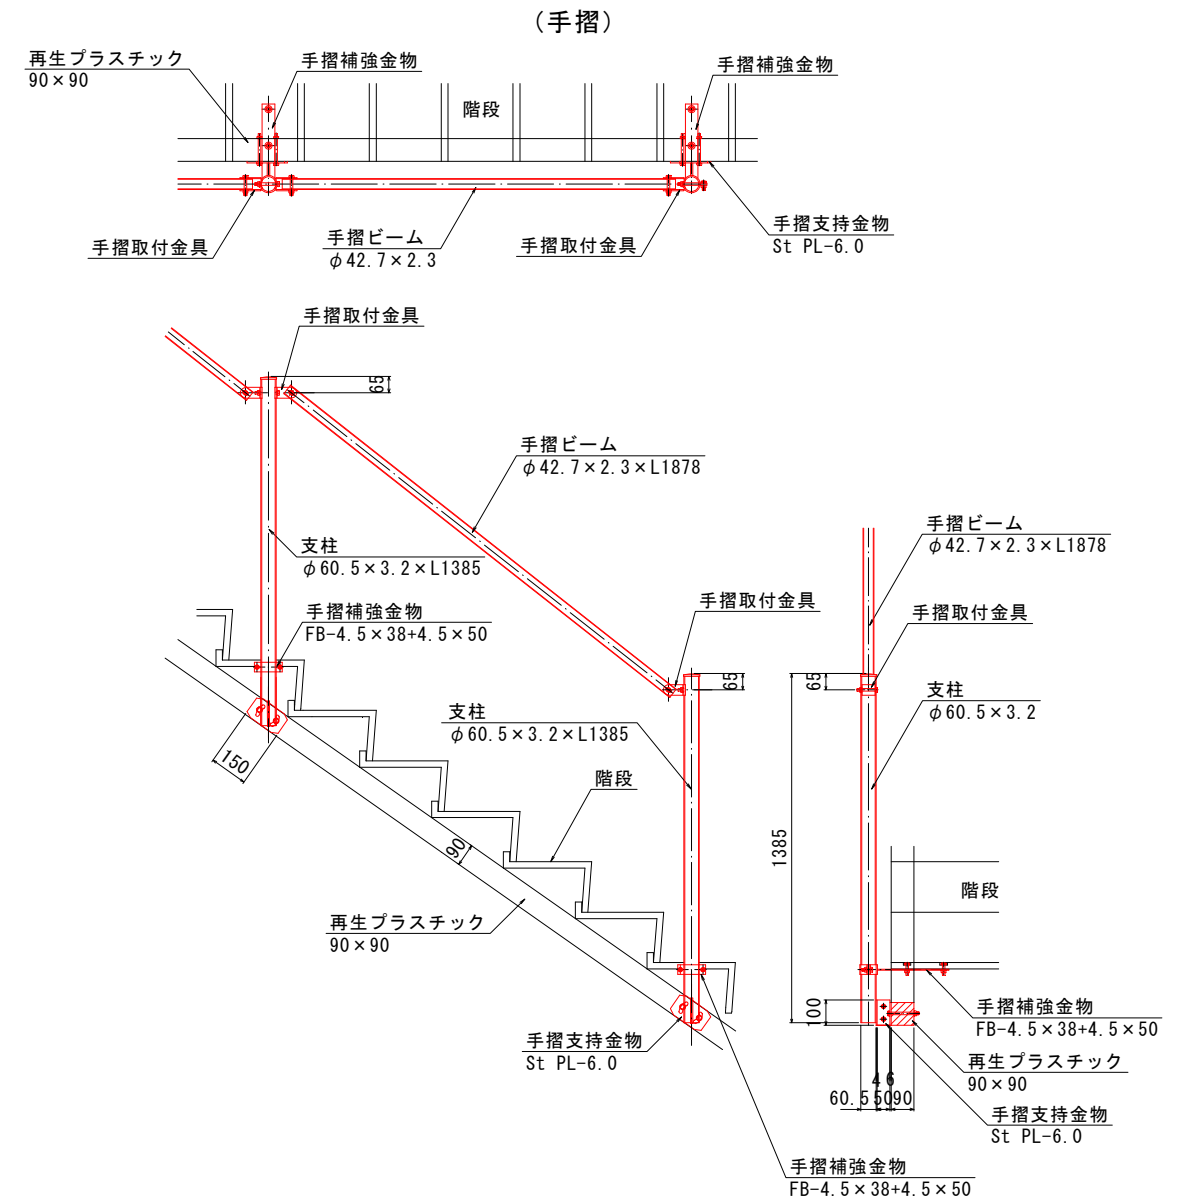 (手摺)
再生プラスチック
90×90
手摺補強金物
手摺補強金物
階段
手摺取付金具
手摺ビーム
φ42.7×2.3
手摺取付金具
手摺支持金物
St PL-6.0
手摺取付金具
65
手摺ビーム
φ42.7×2.3×L1878
支柱
φ60.5×3.2×L1385
手摺補強金物
FB-4.5×38+4.5×50
手摺取付金具
65
150
支柱
φ60.5×3.2×L1385
階段
90
再生プラスチック
90×90
手摺支持金物
St PL-6.0
手摺ビーム
φ42.7×2.3×L1878
手摺取付金具
65
支柱
φ60.5×3.2
1385
階段
100
手摺補強金物
FB-4.5×38+4.5×50
再生プラスチック
90×90
4 6
60.5 50 90
手摺支持金物
St PL-6.0
手摺補強金物
FB-4.5×38+4.5×50